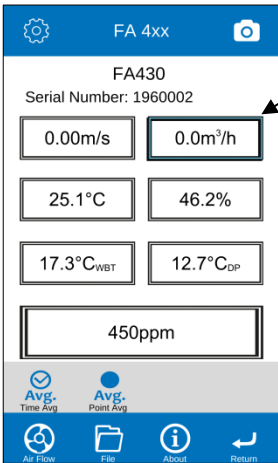 FA 4xx
FA430
Serial Number: 1960002
0.00m/s 0.0m³/h
25.1°C 46.2%
17.3°CWBT 12.7°CDP
450ppm
Avg. Avg.
Time Avg Point Avg
Air Flow File About Return